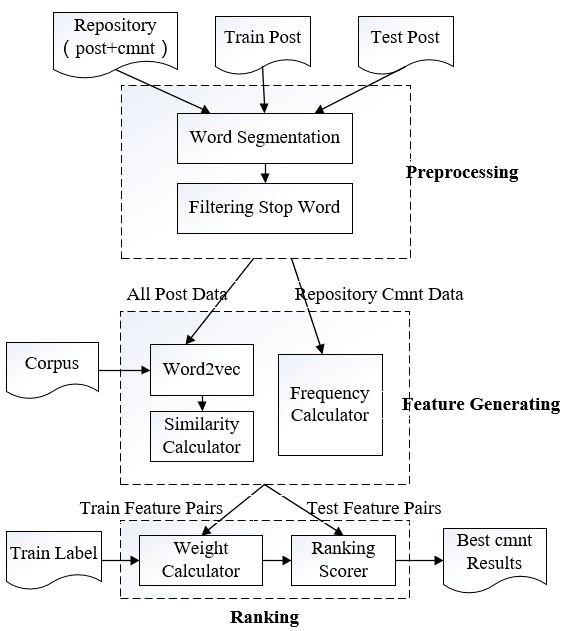 Repository
( post+cmnt )
Train Post
Test Post
Word Segmentation
Preprocessing
Filtering Stop Word
All Post Data
Repository Cmnt Data
Corpus
Word2vec
Frequency
Calculator
Feature Generating
Similarity
Calculator
Train Feature Pairs
Test Feature Pairs
Train Label
Weight
Calculator
Ranking
Scorer
Best cmnt
Results
Ranking